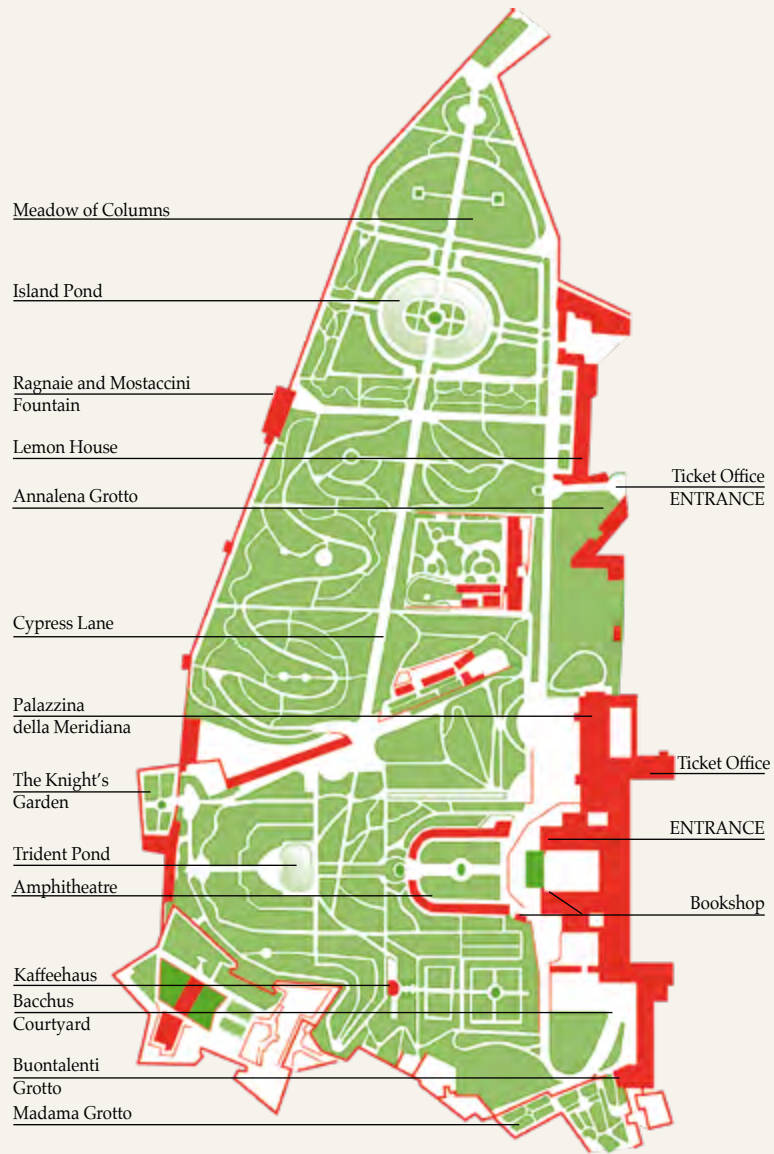 Meadow of Columns
Island Pond
Ragnaie and Mostaccini
Fountain
Lemon House
Annalena Grotto
Cypress Lane
Palazzina
della Meridiana
The Knight's
Garden
Trident Pond
Amphitheatre
Kaffeehaus
Bacchus
Courtyard
Buontalenti
Grotto
Madama Grotto
Ticket Office
ENTRANCE
Ticket Office
ENTRANCE
Bookshop